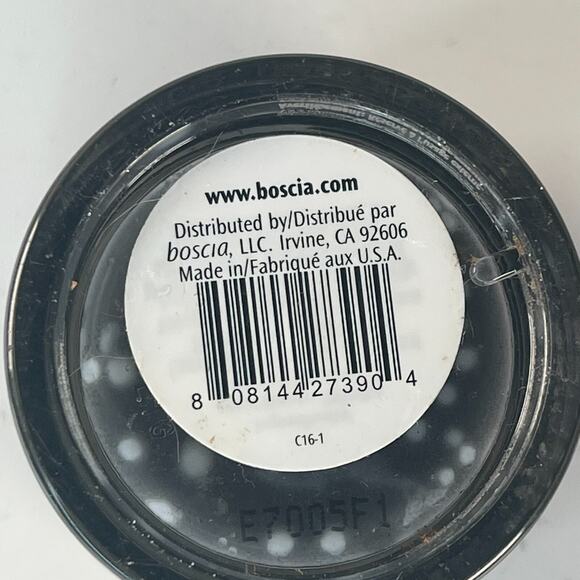 www.boscia.com
Distributed by/Distribué par
boscia, LLC. Irvine, CA 92606
Made in/Fabriqué aux U.S.A.
8 08144 27390 4
C16-1
E7005F1